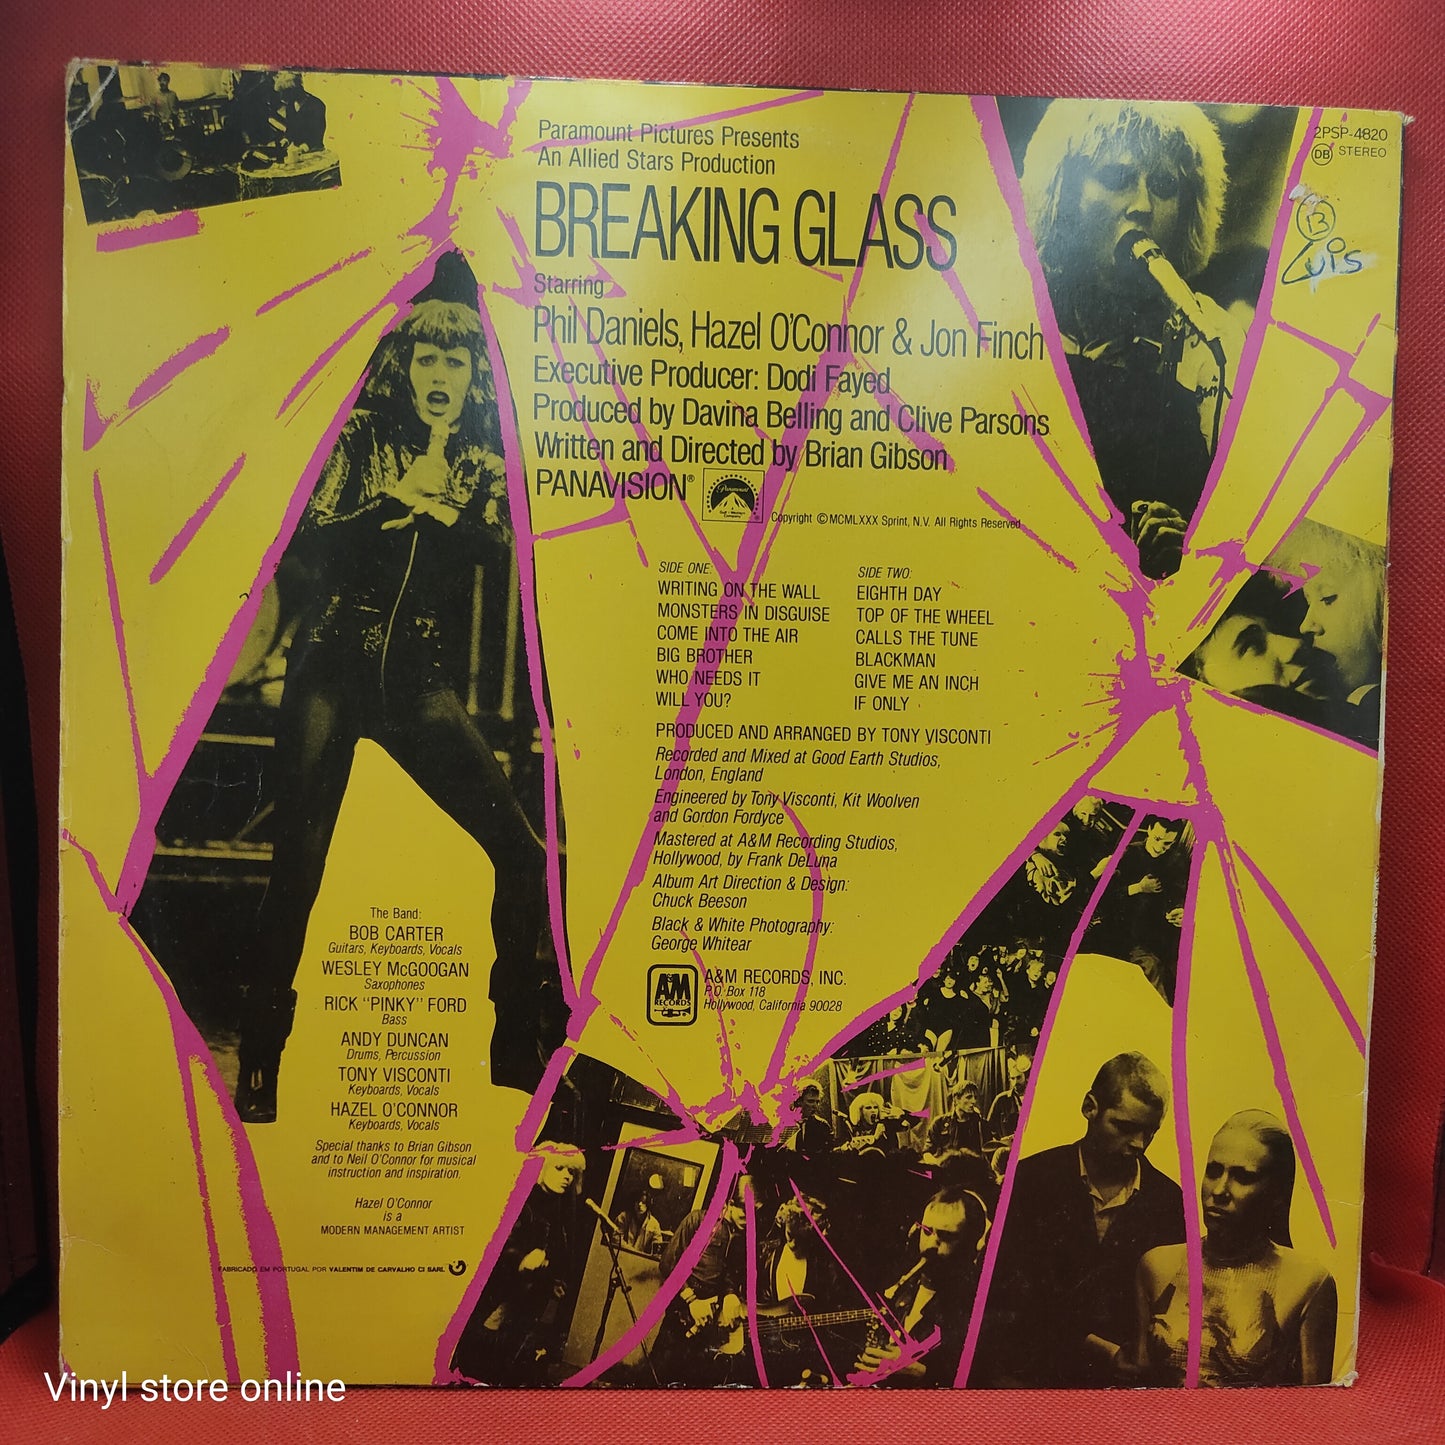 2PSP-4820
DB STEREO
B
Luis
Paramount Pictures Presents
An Allied Stars Production
BREAKING GLASS
Starring
Phil Daniels, Hazel O'Connor & Jon Finch
Executive Producer: Dodi Fayed
Produced by Davina Belling and Clive Parsons
Written and Directed by Brian Gibson
PANAVISION®
Paramount
Copyright ©MCMLXXX Sprint, N.V. All Rights Reserved
SIDE ONE:
WRITING ON THE WALL
MONSTERS IN DISGUISE
COME INTO THE AIR
BIG BROTHER
WHO NEEDS IT
WILL YOU?
SIDE TWO:
EIGHTH DAY
TOP OF THE WHEEL
CALLS THE TUNE
BLACKMAN
GIVE ME AN INCH
IF ONLY
PRODUCED AND ARRANGED BY TONY VISCONTI
Recorded and Mixed at Good Earth Studios,
London, England
Engineered by Tony Visconti, Kit Woolven
and Gordon Fordyce
Mastered at A&M Recording Studios,
Hollywood, by Frank DeLuna
Album Art Direction & Design:
Chuck Beeson
Black & White Photography:
George Whitear
A&M
RECORDS
A&M RECORDS, INC.
P.O. Box 118
Hollywood, California 90028
The Band:
BOB CARTER
Guitars, Keyboards, Vocals
WESLEY McGOOGAN
Saxophones
RICK "PINKY" FORD
Bass
ANDY DUNCAN
Drums, Percussion
TONY VISCONTI
Keyboards, Vocals
HAZEL O'CONNOR
Keyboards, Vocals
Special thanks to Brian Gibson
and to Neil O'Connor for musical
instruction and inspiration.
Hazel O'Connor
is a
MODERN MANAGEMENT ARTIST
FABRICADO EM PORTUGAL POR VALENTIM DE CARVALHO CI SARL
Vinyl store online